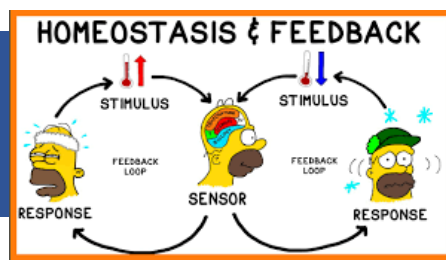 HOMEOSTASIS & FEEDBACK
STIMULUS
STIMULUS
FEEDBACK
LOOP
FEEDBACK
LOOP
SENSOR
RESPONSE
RESPONSE